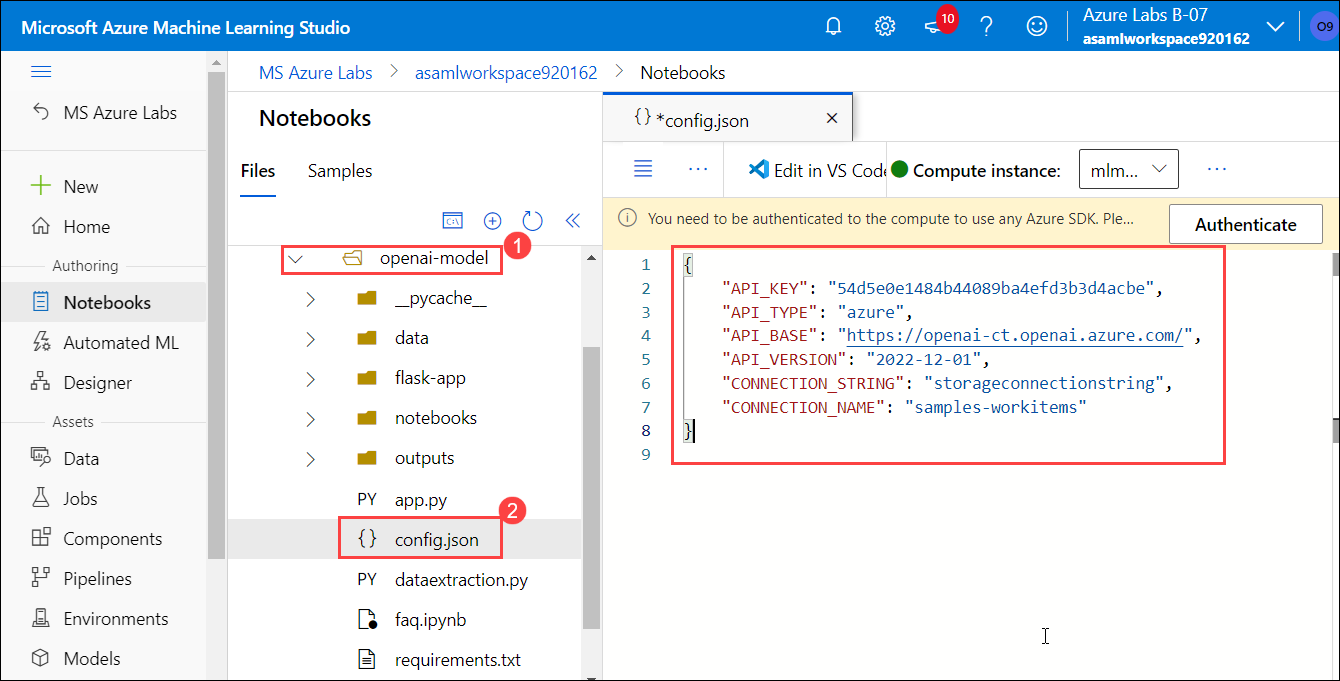 Microsoft Azure Machine Learning Studio
10
?
Azure Labs B-07
asamlworkspace920162
O9
MS Azure Labs
New
Home
Authoring
Notebooks
Automated ML
Designer
Assets
Data
Jobs
Components
Pipelines
Environments
Models
MS Azure Labs > asamlworkspace920162 > Notebooks
Notebooks
Files Samples
1
openai-model
__pycache__
data
flask-app
notebooks
outputs
PY app.py
2
{} config.json
PY dataextraction.py
faq.ipynb
requirements.txt
{} *config.json ×
... Edit in VS Code Compute instance: mlm... ...
You need to be authenticated to the compute to use any Azure SDK. Ple... Authenticate
1 {
2 "API_KEY": "54d5e0e1484b44089ba4efd3b3d4acbe",
3 "API_TYPE": "azure",
4 "API_BASE": "https://openai-ct.openai.azure.com/",
5 "API_VERSION": "2022-12-01",
6 "CONNECTION_STRING": "storageconnectionstring",
7 "CONNECTION_NAME": "samples-workitems"
8 }
9